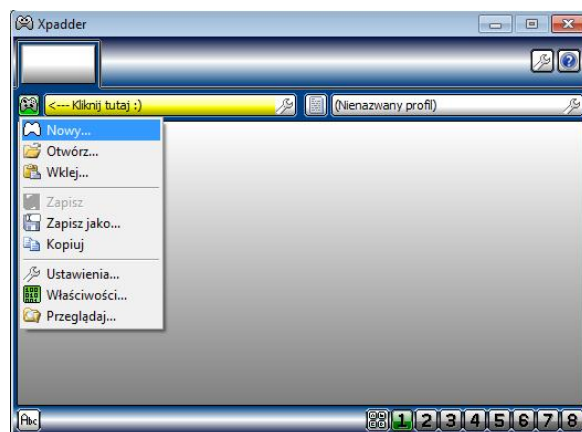 Xpadder
<--- Kliknij tutaj :)
(Nienazwany profil)
Nowy...
Otwórz...
Wklej...
Zapisz
Zapisz jako...
Kopiuj
Ustawienia...
Właściwości...
Przeglądaj...
Abc 1 2 3 4 5 6 7 8